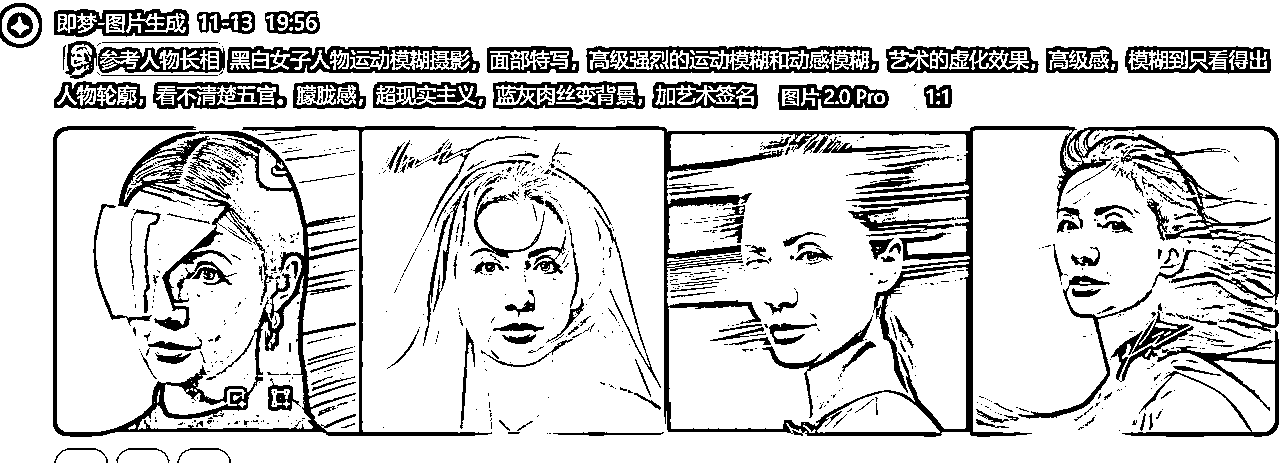 即梦-图片生成 11-13 19:56
参考人物长相 黑白女子人物运动模糊摄影，面部特写，高级强烈的运动模糊和动感模糊，艺术的虚化效果，高级感，模糊到只看得出
人物轮廓，看不清楚五官。朦胧感，超现实主义，蓝灰肉丝变背景，加艺术签名 图片 2.0 Pro 1:1